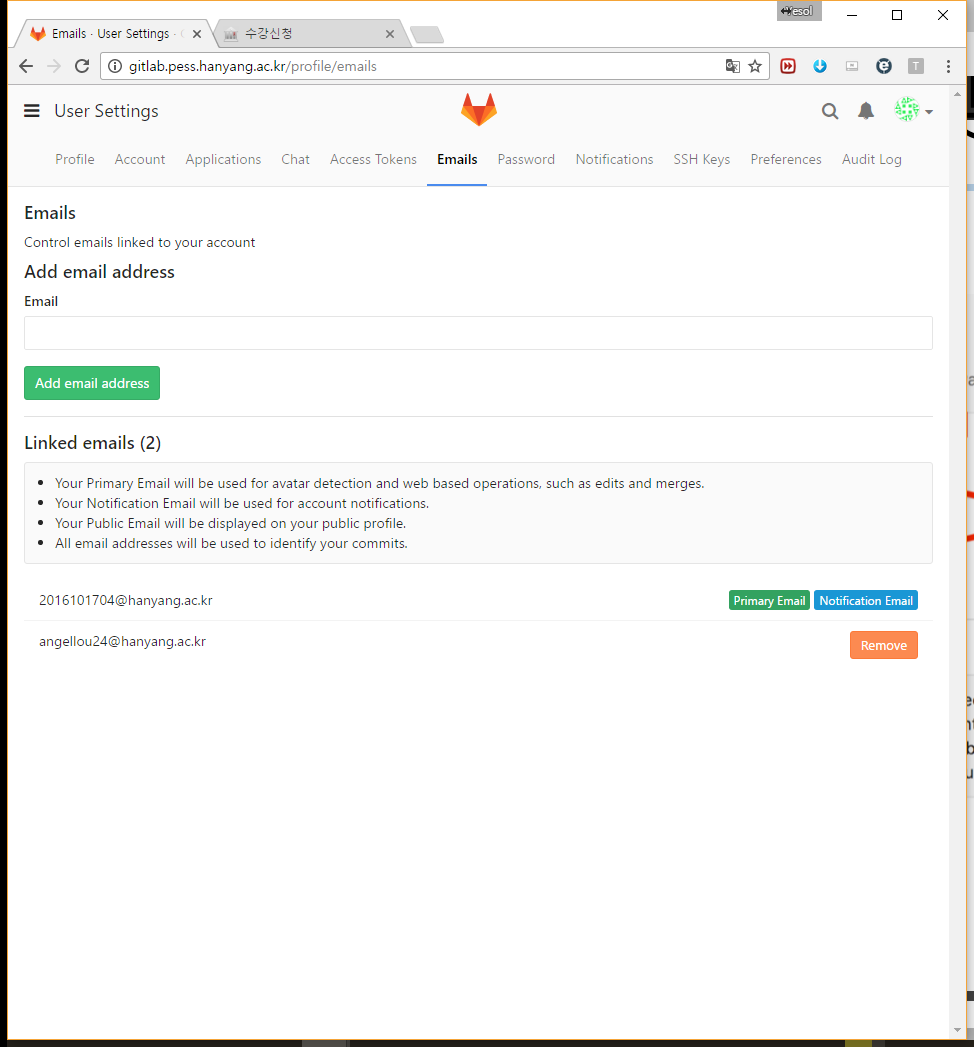 esol
Emails · User Settings ·
수강신청
gitlab.pess.hanyang.ac.kr/profile/emails
User Settings
Profile Account Applications Chat Access Tokens Emails Password Notifications SSH Keys Preferences Audit Log
Emails
Control emails linked to your account
Add email address
Email
Add email address
Linked emails (2)
Your Primary Email will be used for avatar detection and web based operations, such as edits and merges.
Your Notification Email will be used for account notifications.
Your Public Email will be displayed on your public profile.
All email addresses will be used to identify your commits.
2016101704@hanyang.ac.kr Primary Email Notification Email
angellou24@hanyang.ac.kr Remove